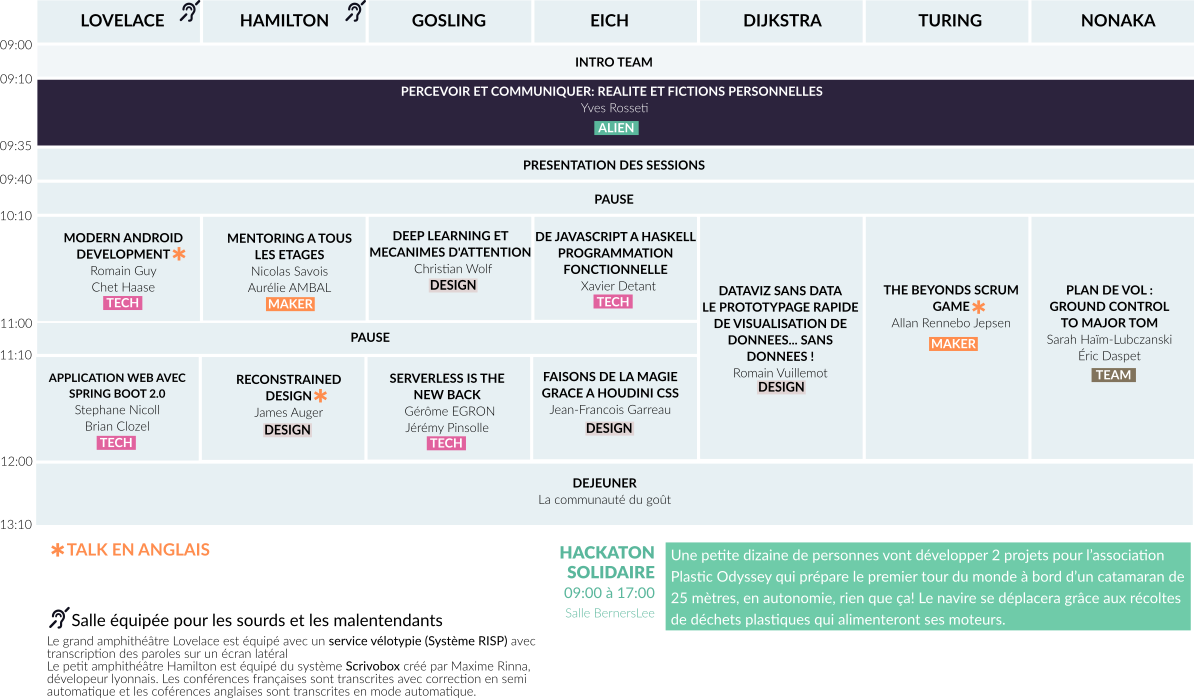 LOVELACE
HAMILTON
GOSLING
EICH
DIJKSTRA
TURING
NONAKA
09:00
INTRO TEAM
09:10
PERCEVOIR ET COMMUNIQUER: REALITE ET FICTIONS PERSONNELLES
Yves Rosseti
ALIEN
09:35
PRESENTATION DES SESSIONS
09:40
PAUSE
10:10
MODERN ANDROID
DEVELOPMENT*
Romain Guy
Chet Haase
TECH
MENTORING A TOUS
LES ETAGES
Nicolas Savois
Aurélie AMBAL
MAKER
DEEP LEARNING ET
MECANIMES D'ATTENTION
Christian Wolf
DESIGN
DE JAVASCRIPT A HASKELL
PROGRAMMATION
FONCTIONNELLE
Xavier Detant
TECH
DATAVIZ SANS DATA
LE PROTOTYPAGE RAPIDE
DE VISUALISATION DE
DONNEES... SANS
DONNEES !
Romain Vuillemot
DESIGN
THE BEYONDS SCRUM
GAME*
Allan Rennebo Jepsen
MAKER
PLAN DE VOL :
GROUND CONTROL
TO MAJOR TOM
Sarah Haïm-Lubczanski
Éric Daspet
TEAM
11:00
PAUSE
11:10
APPLICATION WEB AVEC
SPRING BOOT 2.0
Stephane Nicoll
Brian Clozel
TECH
RECONSTRAINED
DESIGN*
James Auger
DESIGN
SERVERLESS IS THE
NEW BACK
Gérôme EGRON
Jérémy Pinsolle
TECH
FAISONS DE LA MAGIE
GRACE A HOUDINI CSS
Jean-Francois Garreau
DESIGN
12:00
DEJEUNER
La communauté du goût
13:10
*TALK EN ANGLAIS
HACKATON
SOLIDAIRE
09:00 à 17:00
Salle BernersLee
Une petite dizaine de personnes vont développer 2 projets pour l'association
Plastic Odyssey qui prépare le premier tour du monde à bord d'un catamaran de
25 mètres, en autonomie, rien que ça! Le navire se déplacera grâce aux récoltes
de déchets plastiques qui alimenteront ses moteurs.
Salle équipée pour les sourds et les malentendants
Le grand amphithéâtre Lovelace est équipé avec un service vélotypie (Système RISP) avec
transcription des paroles sur un écran latéral
Le petit amphithéâtre Hamilton est équipé du système Scrivobox créé par Maxime Rinna,
dévelopeur lyonnais. Les conférences françaises sont transcrites avec correction en semi
automatique et les coférences anglaises sont transcrites en mode automatique.